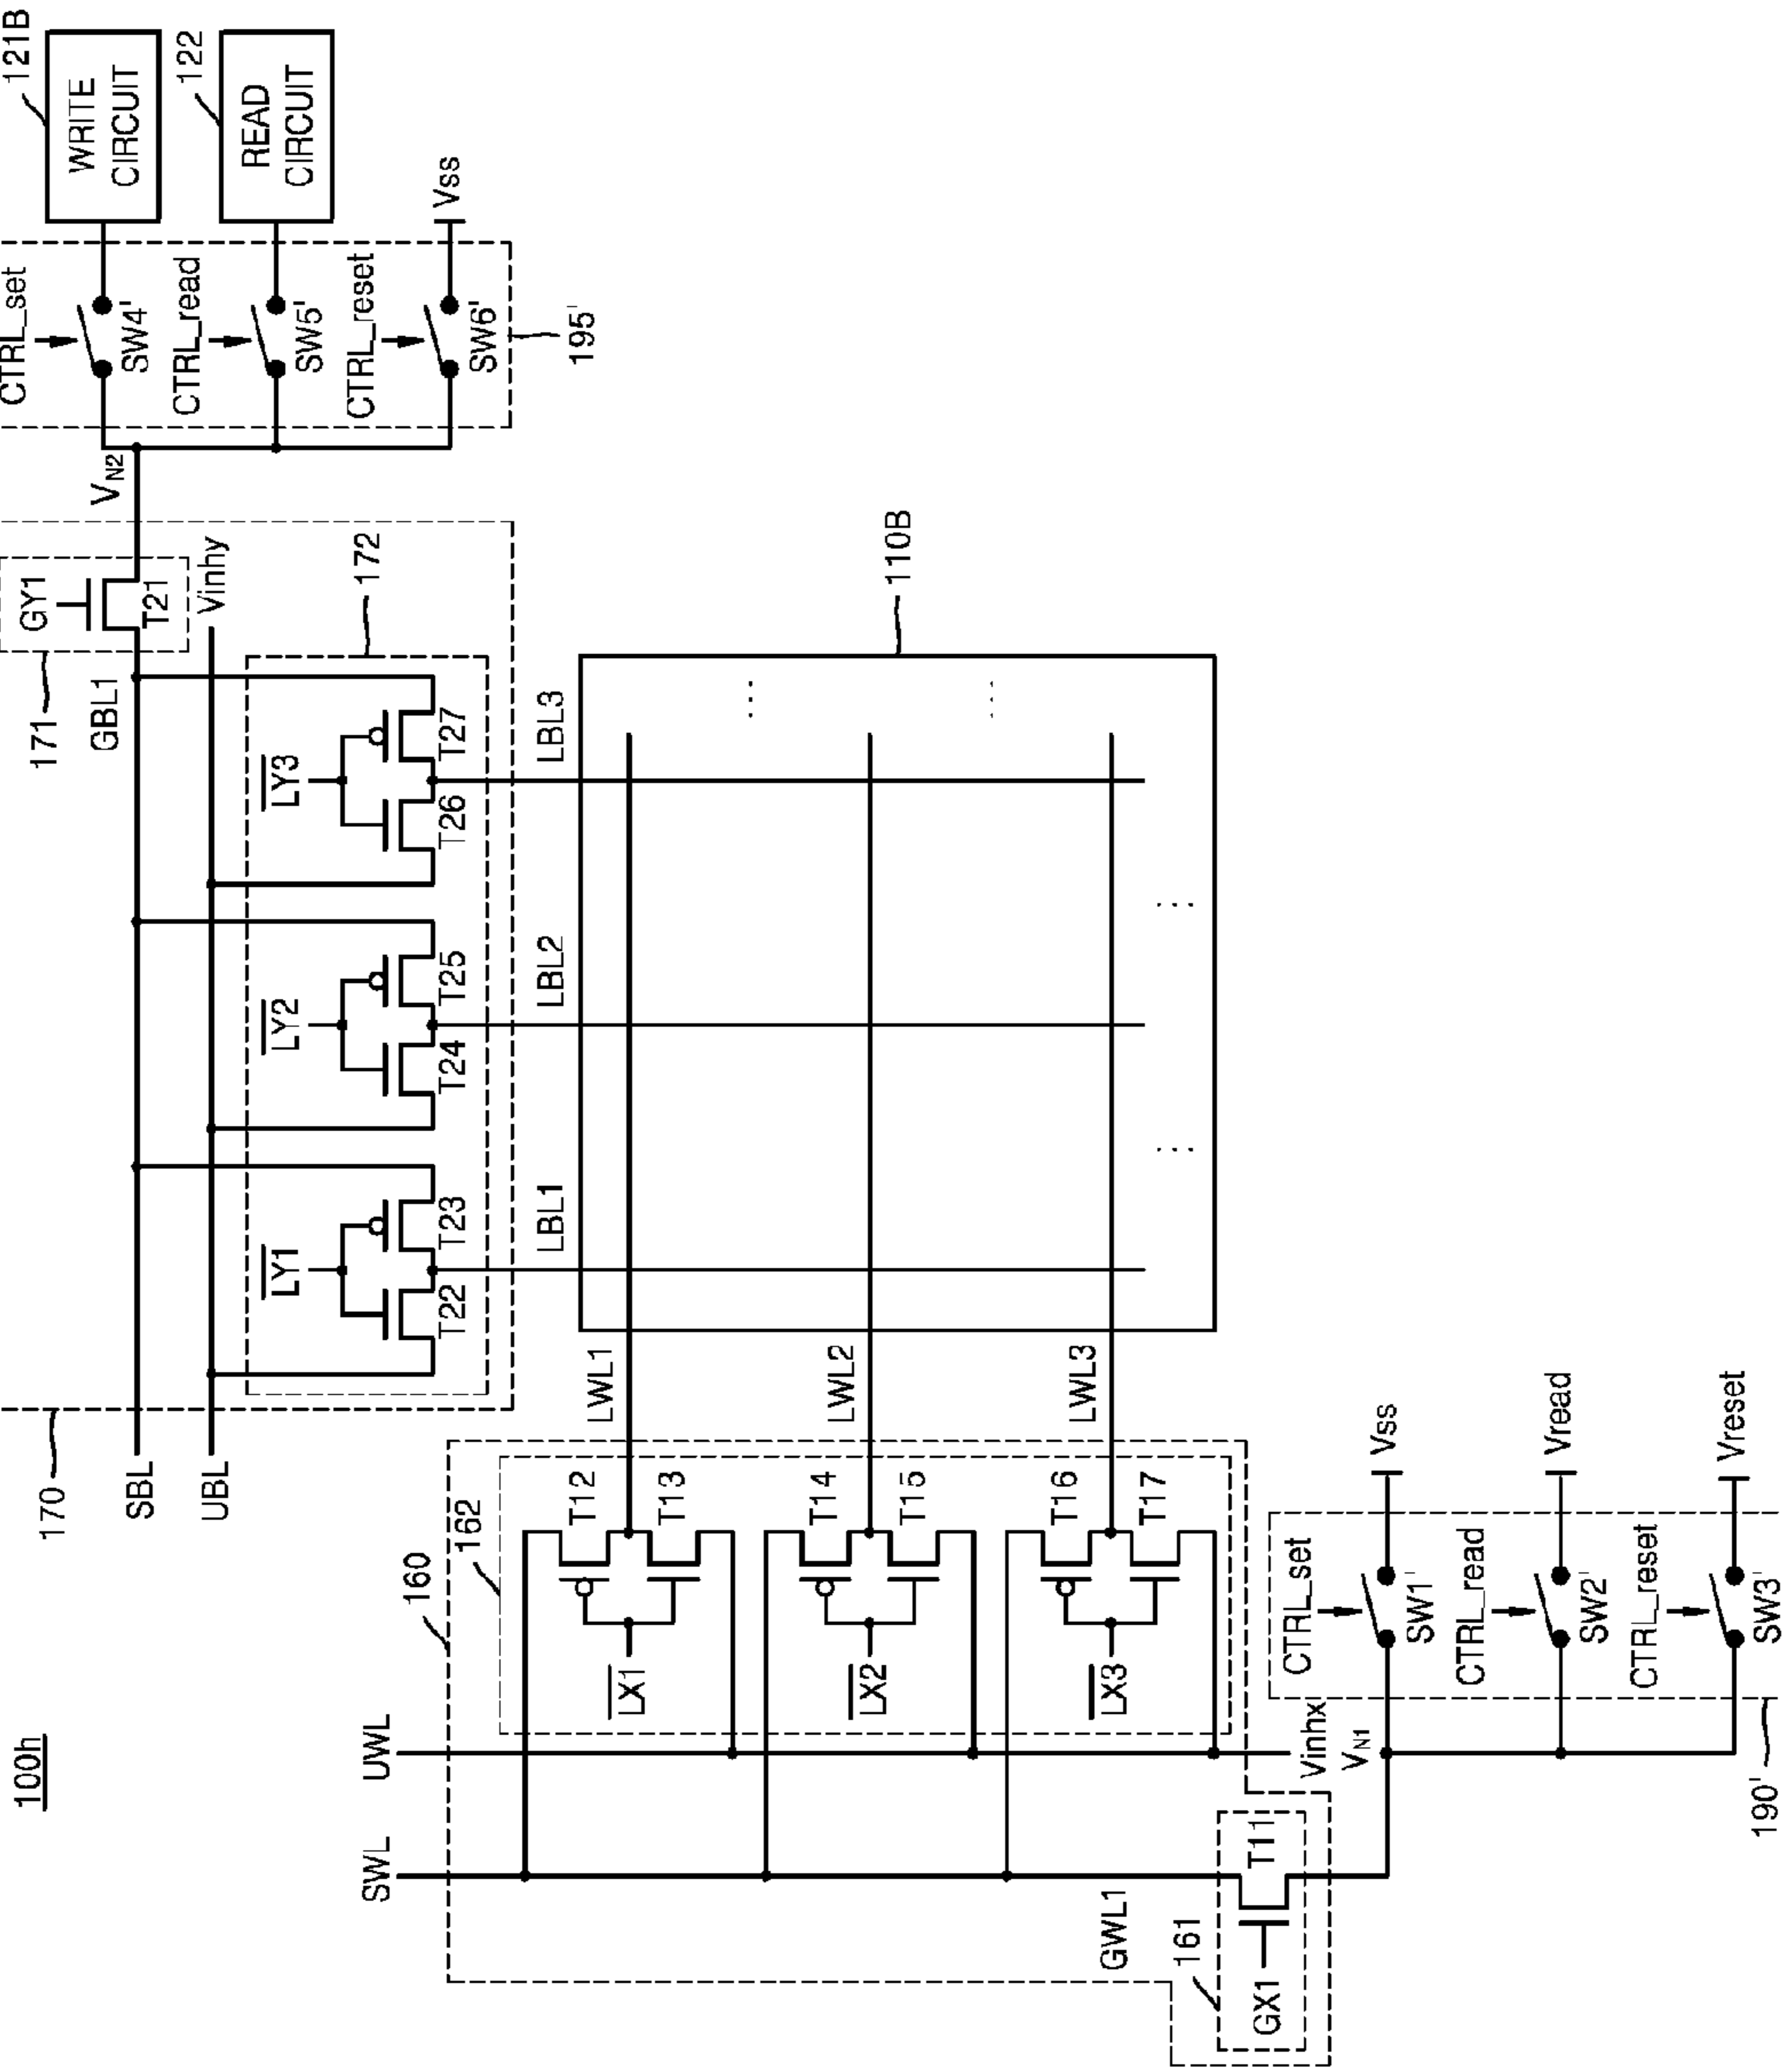 100h
121B
WRITE
CIRCUIT
122
READ
CIRCUIT
Vss
CTRL_set
SW4'
CTRL_read
SW5'
CTRL_reset
SW6'
195'
VN2
171
GY1
T21
GBL1
Vinhy
172
170
SBL
UBL
LY1
T22
T23
LY2
T24
T25
LY3
T26
T27
LBL1
LBL2
LBL3
110B
LWL1
LWL2
LWL3
160
162
T12
T13
LX1
T14
T15
LX2
T16
T17
LX3
UWL
SWL
Vinhx
VN1
GWL1
161
GX1
T11
CTRL_set
SW1'
Vss
CTRL_read
SW2'
Vread
CTRL_reset
SW3'
Vreset
190'